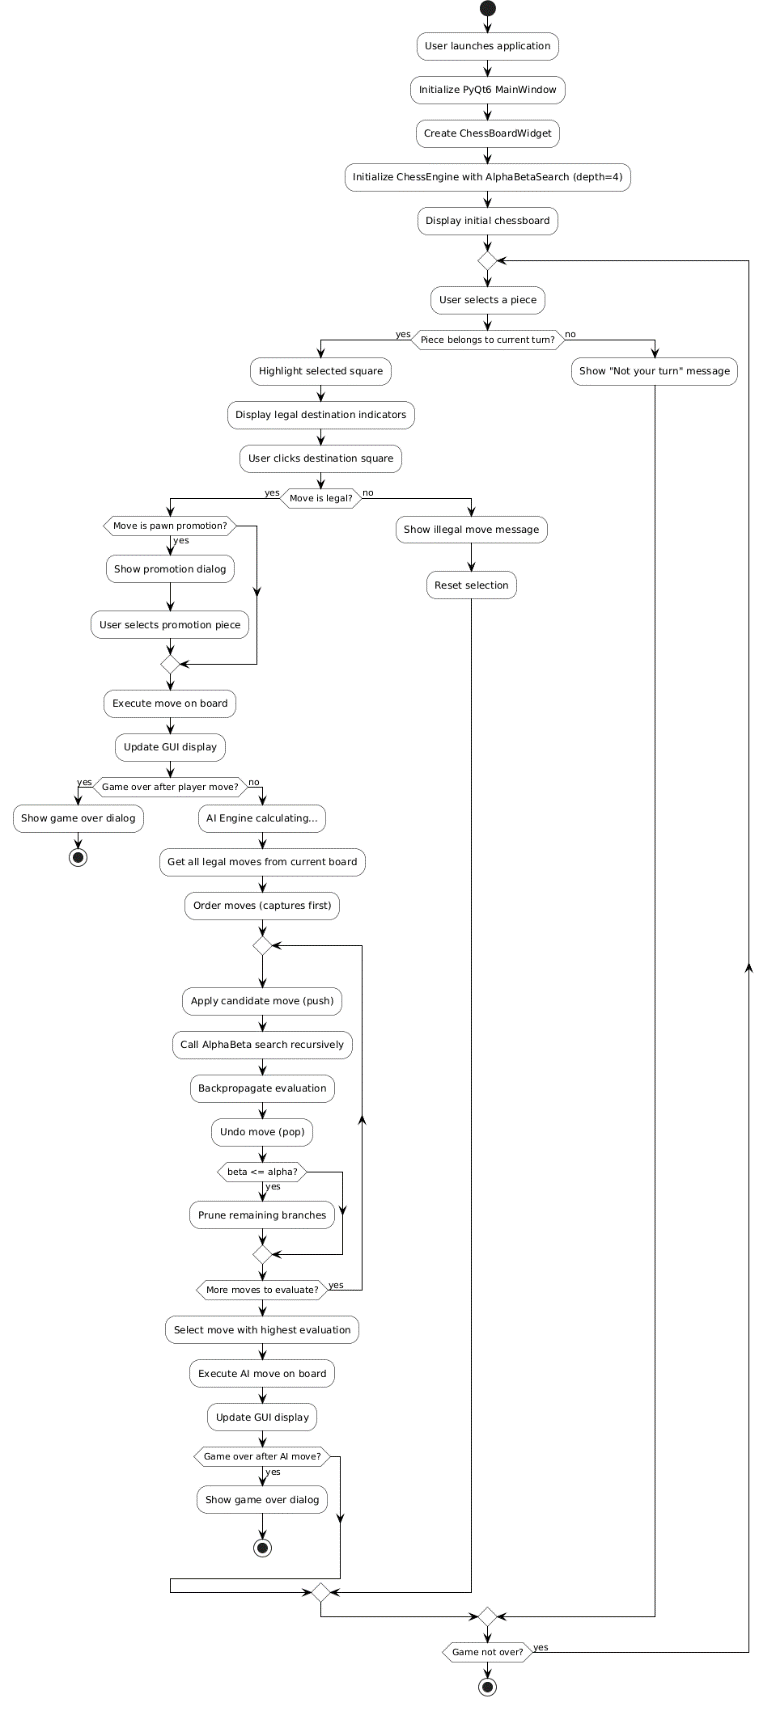 User launches application
Initialize PyQt6 MainWindow
Create ChessBoardWidget
Initialize ChessEngine with AlphaBetaSearch (depth=4)
Display initial chessboard
User selects a piece
yes
Piece belongs to current turn?
no
Highlight selected square
Show "Not your turn" message
Display legal destination indicators
User clicks destination square
yes
Move is legal?
no
Move is pawn promotion?
yes
Show illegal move message
Show promotion dialog
Reset selection
User selects promotion piece
Execute move on board
Update GUI display
yes
Game over after player move?
no
Show game over dialog
AI Engine calculating...
Get all legal moves from current board
Order moves (captures first)
Apply candidate move (push)
Call AlphaBeta search recursively
Backpropagate evaluation
Undo move (pop)
beta <= alpha?
yes
Prune remaining branches
More moves to evaluate?
yes
Select move with highest evaluation
Execute AI move on board
Update GUI display
Game over after AI move?
yes
Show game over dialog
Game not over?
yes